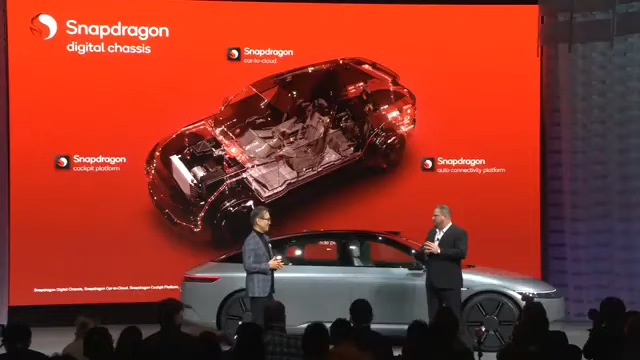 Snapdragon
digital chassis
Snapdragon
car-to-cloud
Snapdragon
cockpit platform
Snapdragon
auto connectivity platform
Snapdragon Digital Chassis, Snapdragon Car-to-Cloud, Snapdragon Cockpit Platform,